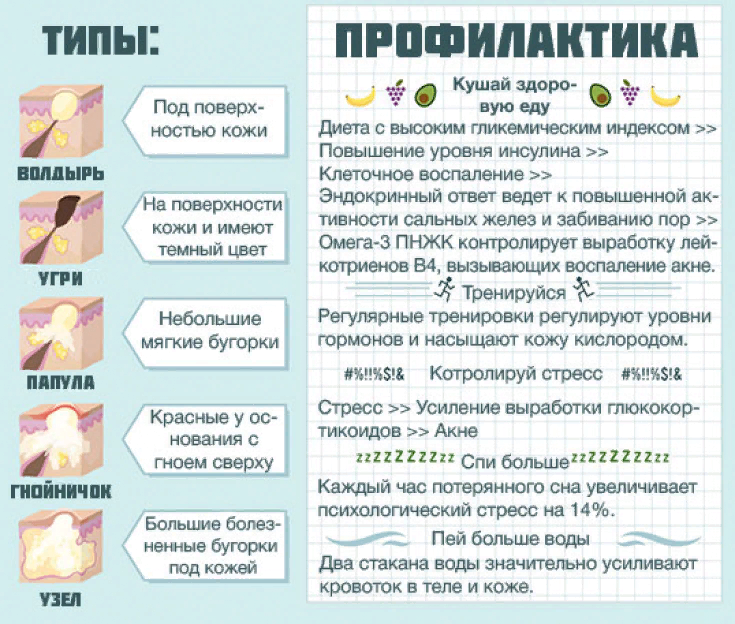 ТИПЫ:
Под поверх-
ностью кожи
ВОЛДЫРЬ
На поверхности
кожи и имеют
темный цвет
УГРИ
Небольшие
мягкие бугорки
ПАПУЛА
Красные у ос-
нования с
гноем сверху
ГНОЙНИЧОК
Большие болез-
ненные бугорки
под кожей
УЗЕЛ
ПРОФИЛАКТИКА
Кушай здоро-
вую еду
Диета с высоким гликемическим индексом >>
Повышение уровня инсулина >>
Клеточное воспаление >>
Эндокринный ответ ведет к повышенной ак-
тивности сальных желез и забиванию пор >>
Омега-3 ПНЖК контролирует выработку лей-
котриенов В4, вызывающих воспаление акне.
Тренируйся
Регулярные тренировки регулируют уровни
гормонов и насыщают кожу кислородом.
#%!!%$!& Котролируй стресс #%!!%$!&
Стресс >> Усиление выработки глюкокор-
тикоидов >> Акне
zzzZZZZZzzz Спи больше zzzZZZZZzzz
Каждый час потерянного сна увеличивает
психологический стресс на 14%.
Пей больше воды
Два стакана воды значительно усиливают
кровоток в теле и коже.